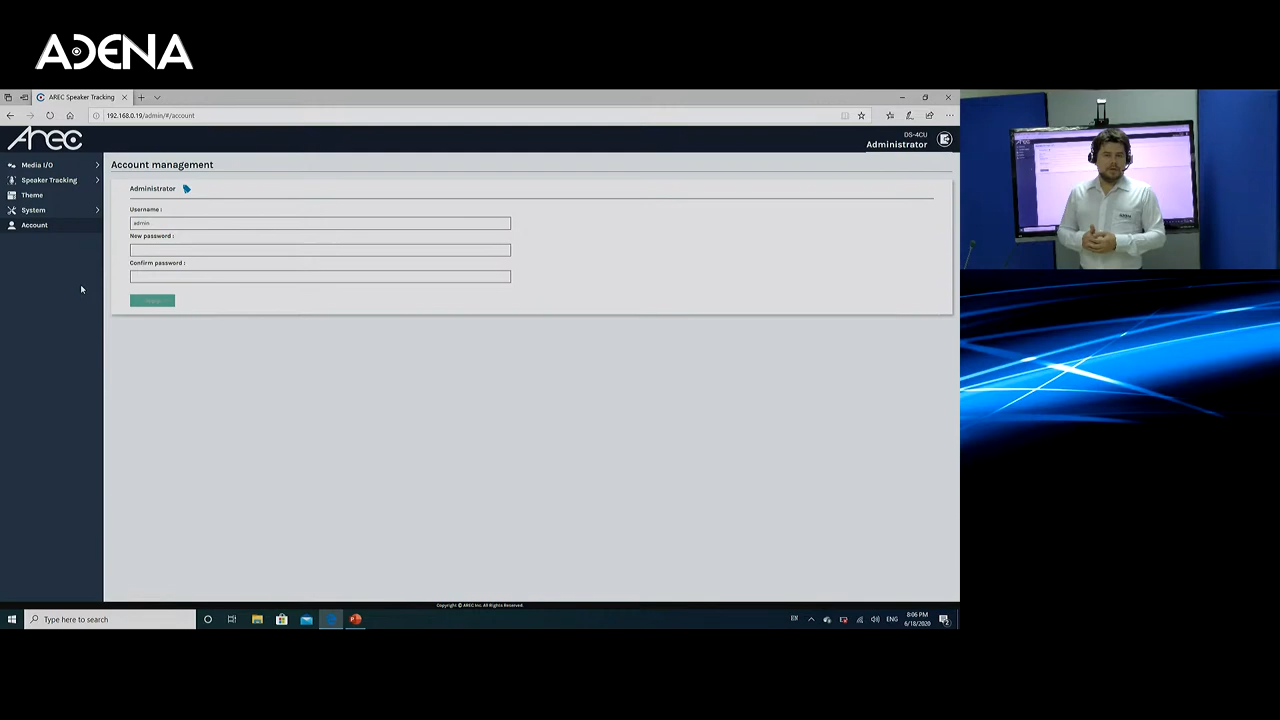 ADENA
AREC Speaker Tracking
192.168.0.19/admin/#/account
Arec
DS-4CU
Administrator
Media I/O
Speaker Tracking
Theme
System
Account
Account management
Administrator
Username :
admin
New password :
Confirm password :
Copyright © AREC Inc. All Rights Reserved.
Type here to search
EN
ENG
8:06 PM
6/18/2020